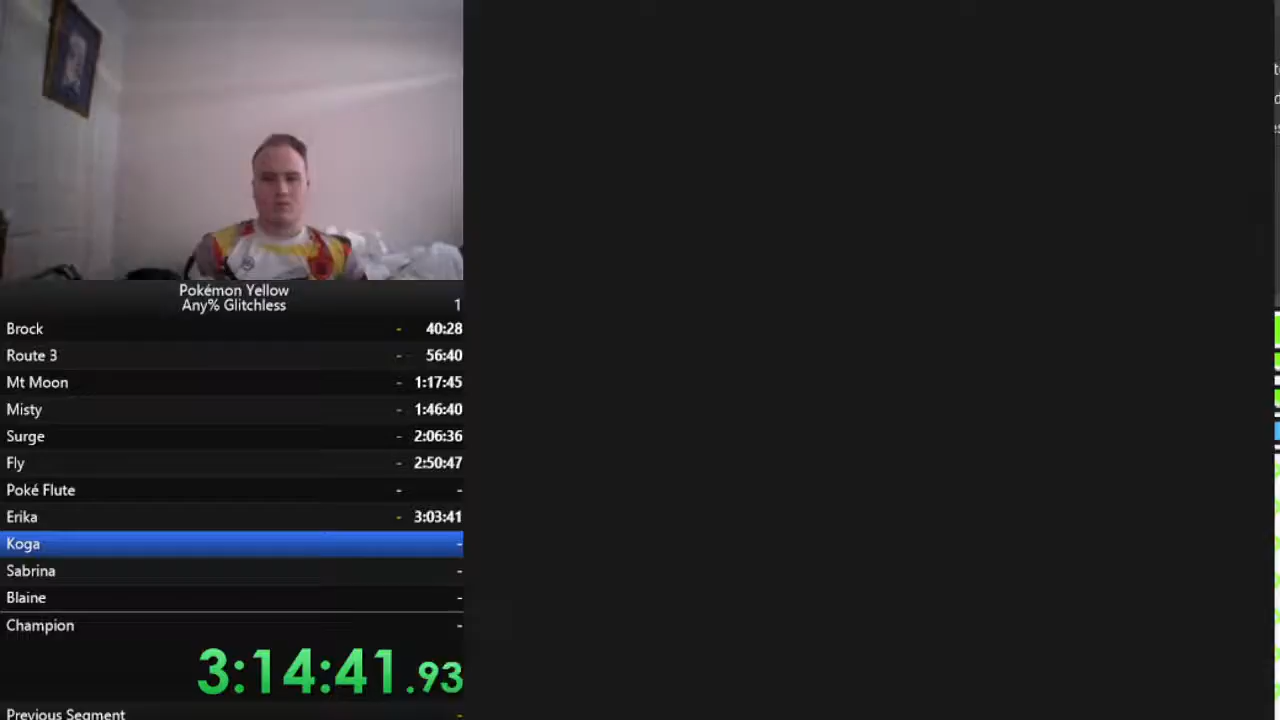 Pokémon Yellow
Any% Glitchless 1
Brock - 40:28
Route 3 - 56:40
Mt Moon - 1:17:45
Misty - 1:46:40
Surge - 2:06:36
Fly - 2:50:47
Poké Flute - -
Erika - 3:03:41
Koga -
Sabrina -
Blaine -
Champion -
3:14:41.93
Previous Segment -